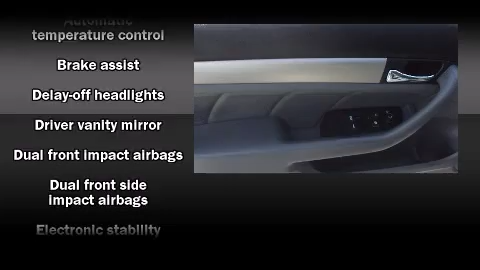 Automatic
temperature control
Brake assist
Delay-off headlights
Driver vanity mirror
Dual front impact airbags
Dual front side
impact airbags
Electronic stability